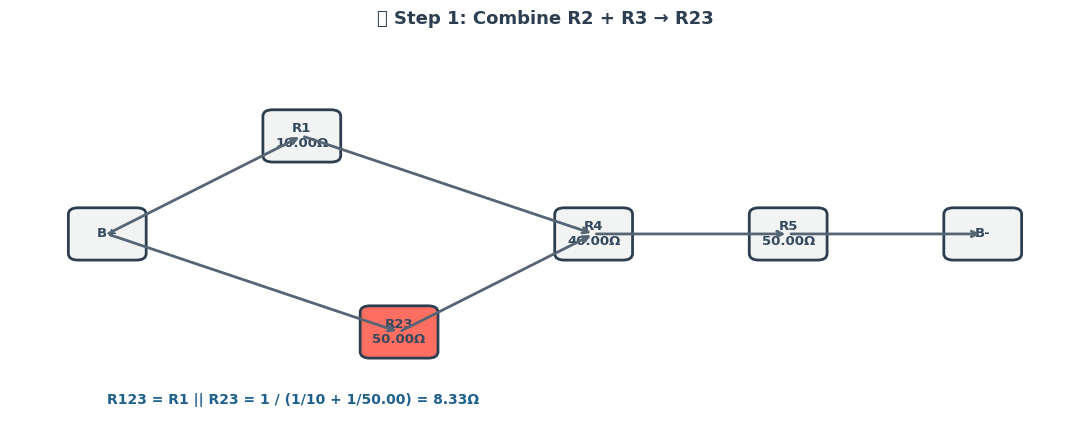 Step 1: Combine R2 + R3 → R23
R1
10.00Ω
B+
R4
40.00Ω
R5
50.00Ω
B-
R23
50.00Ω
R123 = R1 || R23 = 1 / (1/10 + 1/50.00) = 8.33Ω